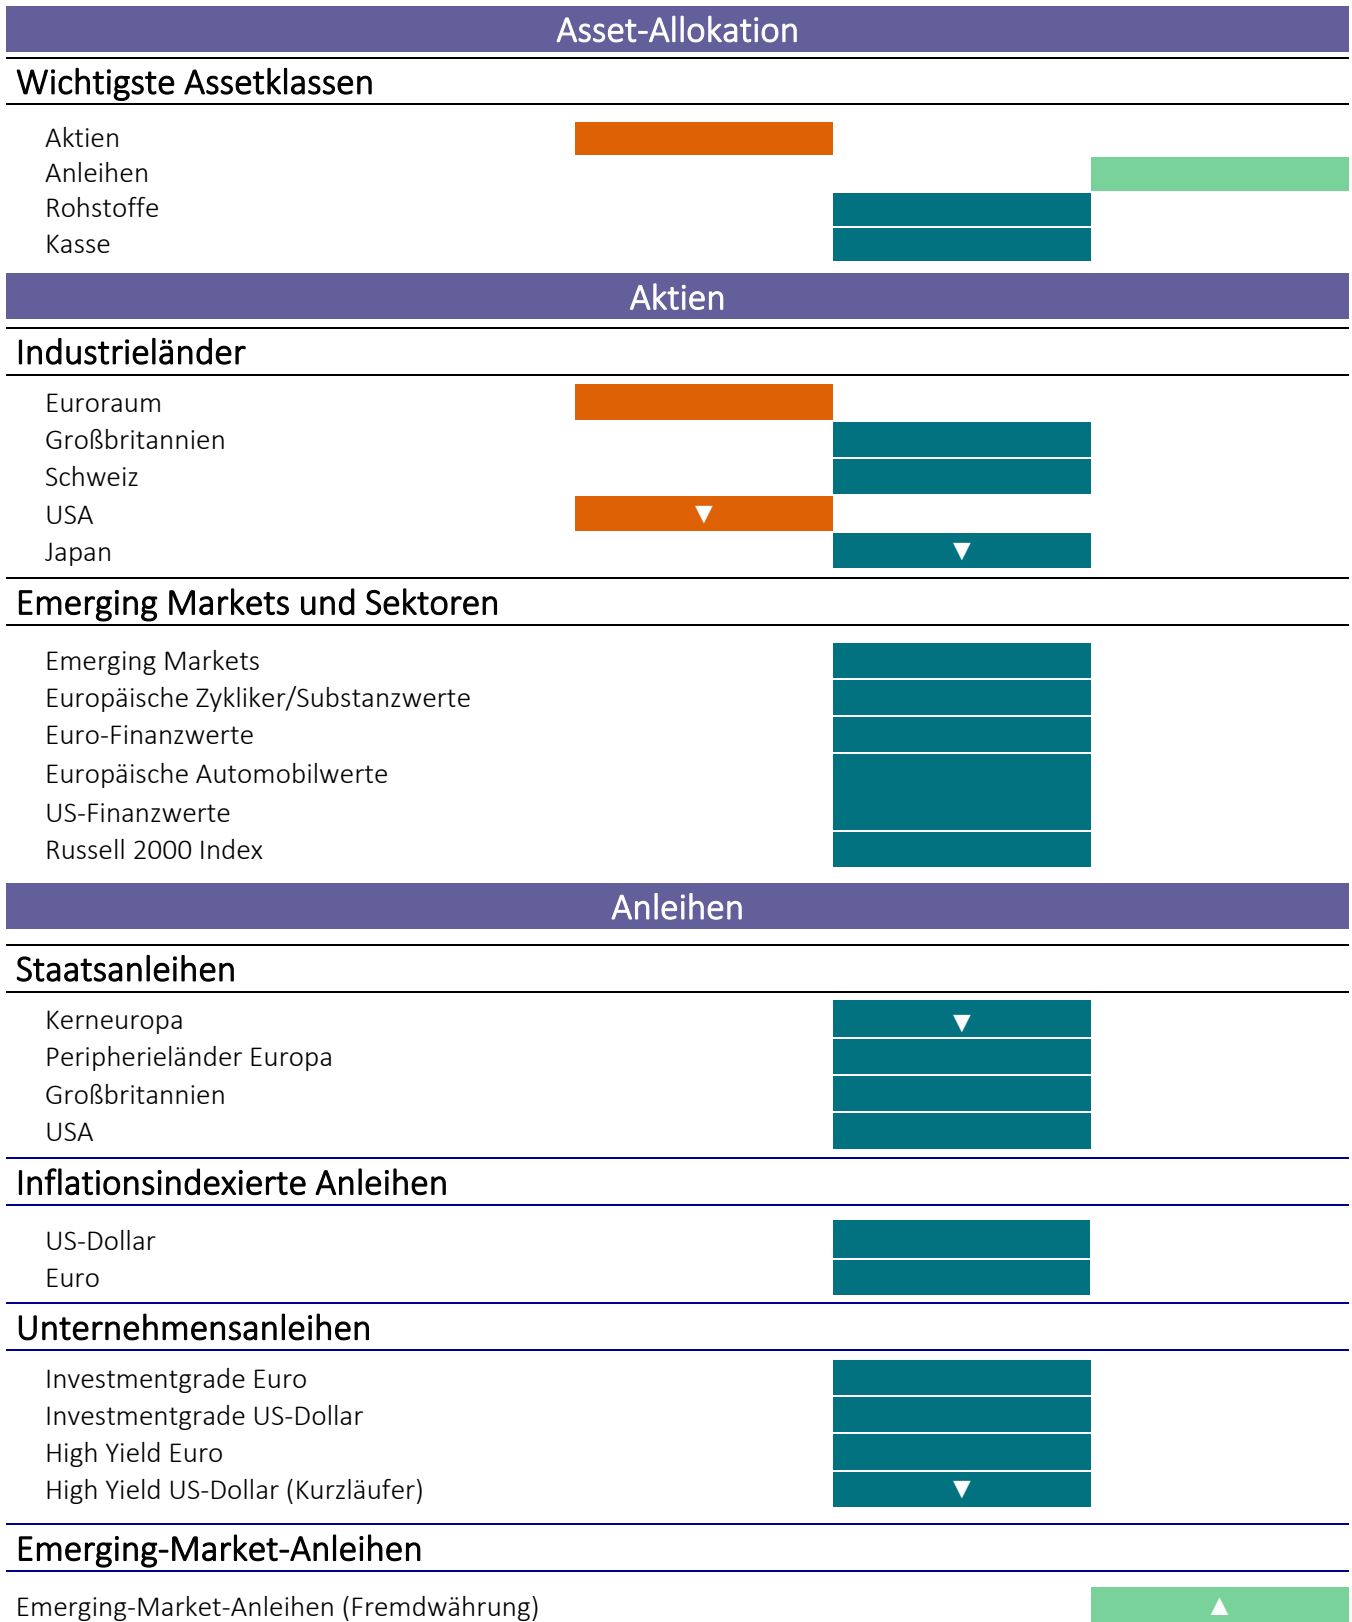 Asset-Allokation
Wichtigste Assetklassen
Aktien
Anleihen
Rohstoffe
Kasse
Aktien
Industrieländer
Euroraum
Großbritannien
Schweiz
USA ▼
Japan ▼
Emerging Markets und Sektoren
Emerging Markets
Europäische Zykliker/Substanzwerte
Euro-Finanzwerte
Europäische Automobilwerte
US-Finanzwerte
Russell 2000 Index
Anleihen
Staatsanleihen
Kerneuropa ▼
Peripherieländer Europa
Großbritannien
USA
Inflationsindexierte Anleihen
US-Dollar
Euro
Unternehmensanleihen
Investmentgrade Euro
Investmentgrade US-Dollar
High Yield Euro
High Yield US-Dollar (Kurzläufer) ▼
Emerging-Market-Anleihen
Emerging-Market-Anleihen (Fremdwährung) ▲